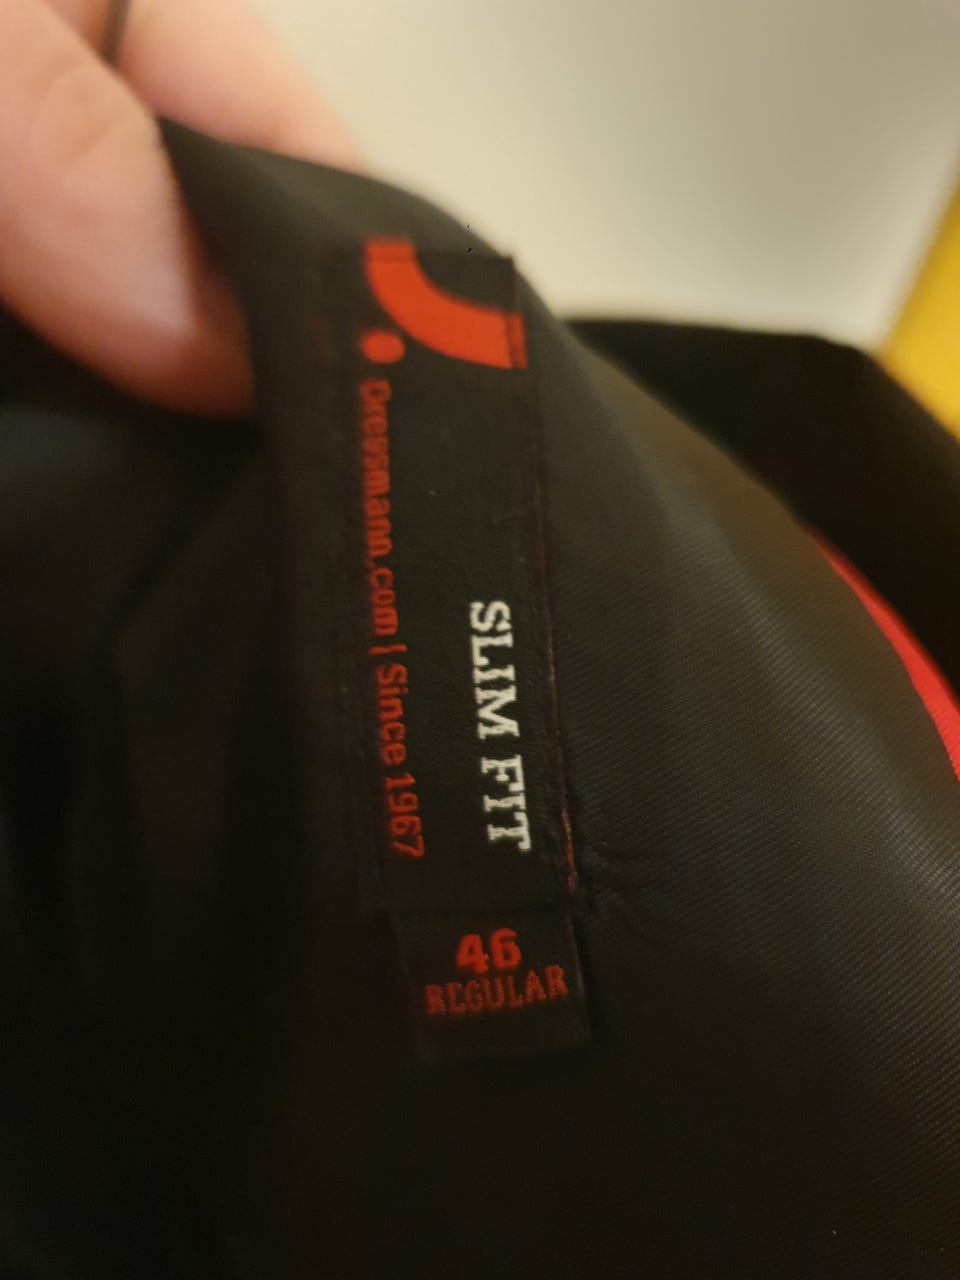 Dressmann.com | Since 1967
SLIM FIT
46
REGULAR